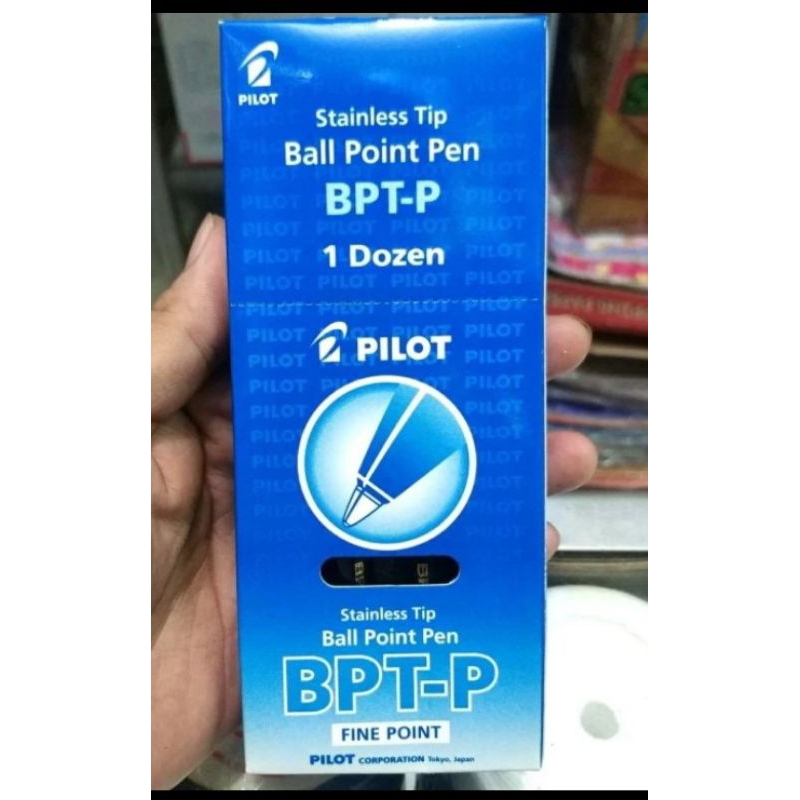 PILOT
Stainless Tip
Ball Point Pen
BPT-P
1 Dozen
PILOT
Stainless Tip
Ball Point Pen
BPT-P
FINE POINT
PILOT CORPORATION Tokyo, Japan